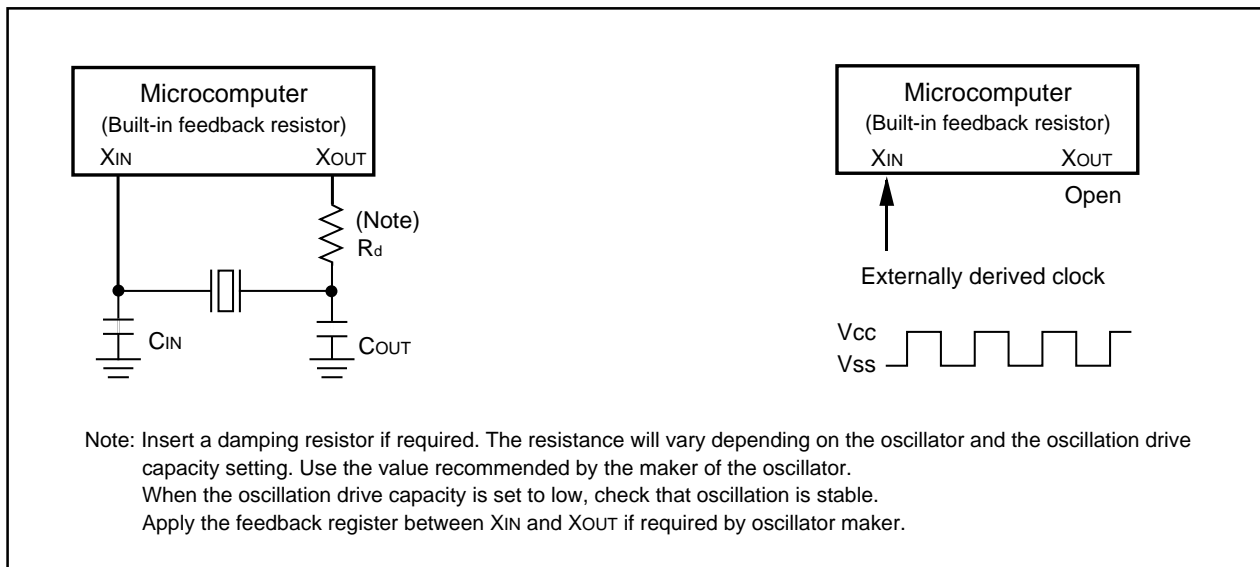 Microcomputer
(Built-in feedback resistor)
XIN XOUT
(Note)
Rd
CIN
COUT
Microcomputer
(Built-in feedback resistor)
XIN XOUT
Open
Externally derived clock
Vcc
Vss
Note: Insert a damping resistor if required. The resistance will vary depending on the oscillator and the oscillation drive
capacity setting. Use the value recommended by the maker of the oscillator.
When the oscillation drive capacity is set to low, check that oscillation is stable.
Apply the feedback register between XIN and XOUT if required by oscillator maker.